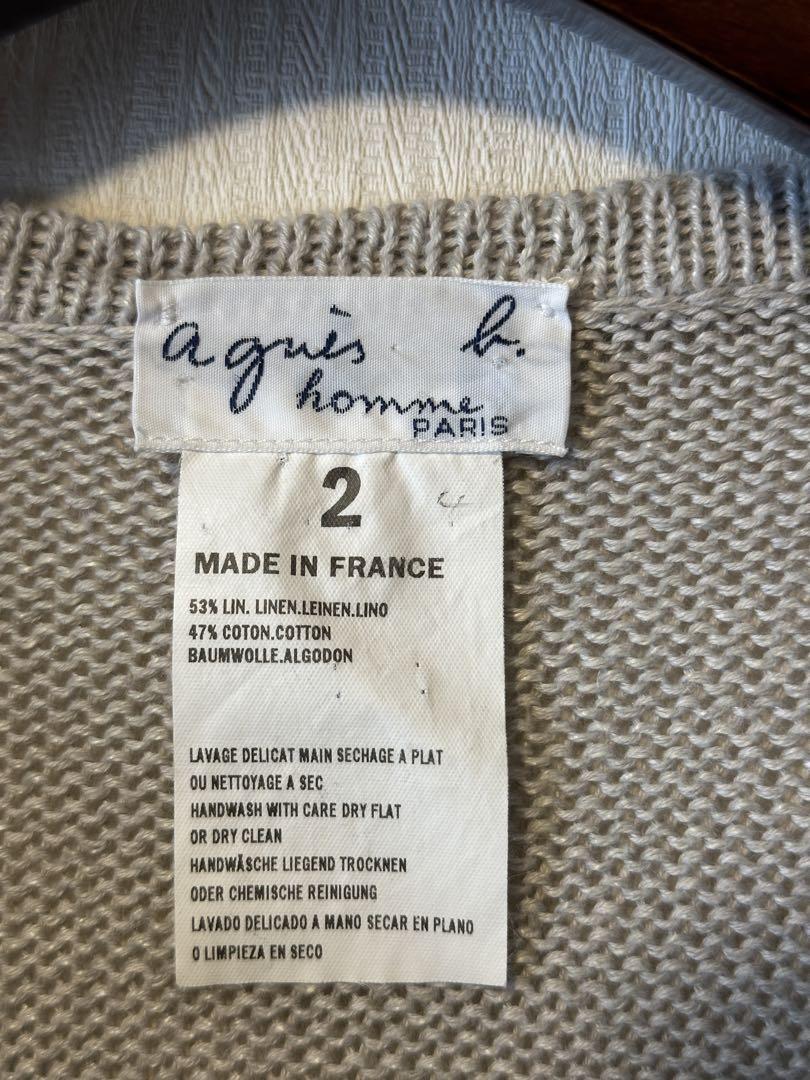 agnès b.
homme
PARIS
2
MADE IN FRANCE
53% LIN. LINEN.LEINEN.LINO
47% COTON.COTTON
BAUMWOLLE.ALGODON
LAVAGE DELICAT MAIN SECHAGE A PLAT
OU NETTOYAGE A SEC
HANDWASH WITH CARE DRY FLAT
OR DRY CLEAN
HANDWÄSCHE LIEGEND TROCKNEN
ODER CHEMISCHE REINIGUNG
LAVADO DELICADO A MANO SECAR EN PLANO
O LIMPIEZA EN SECO